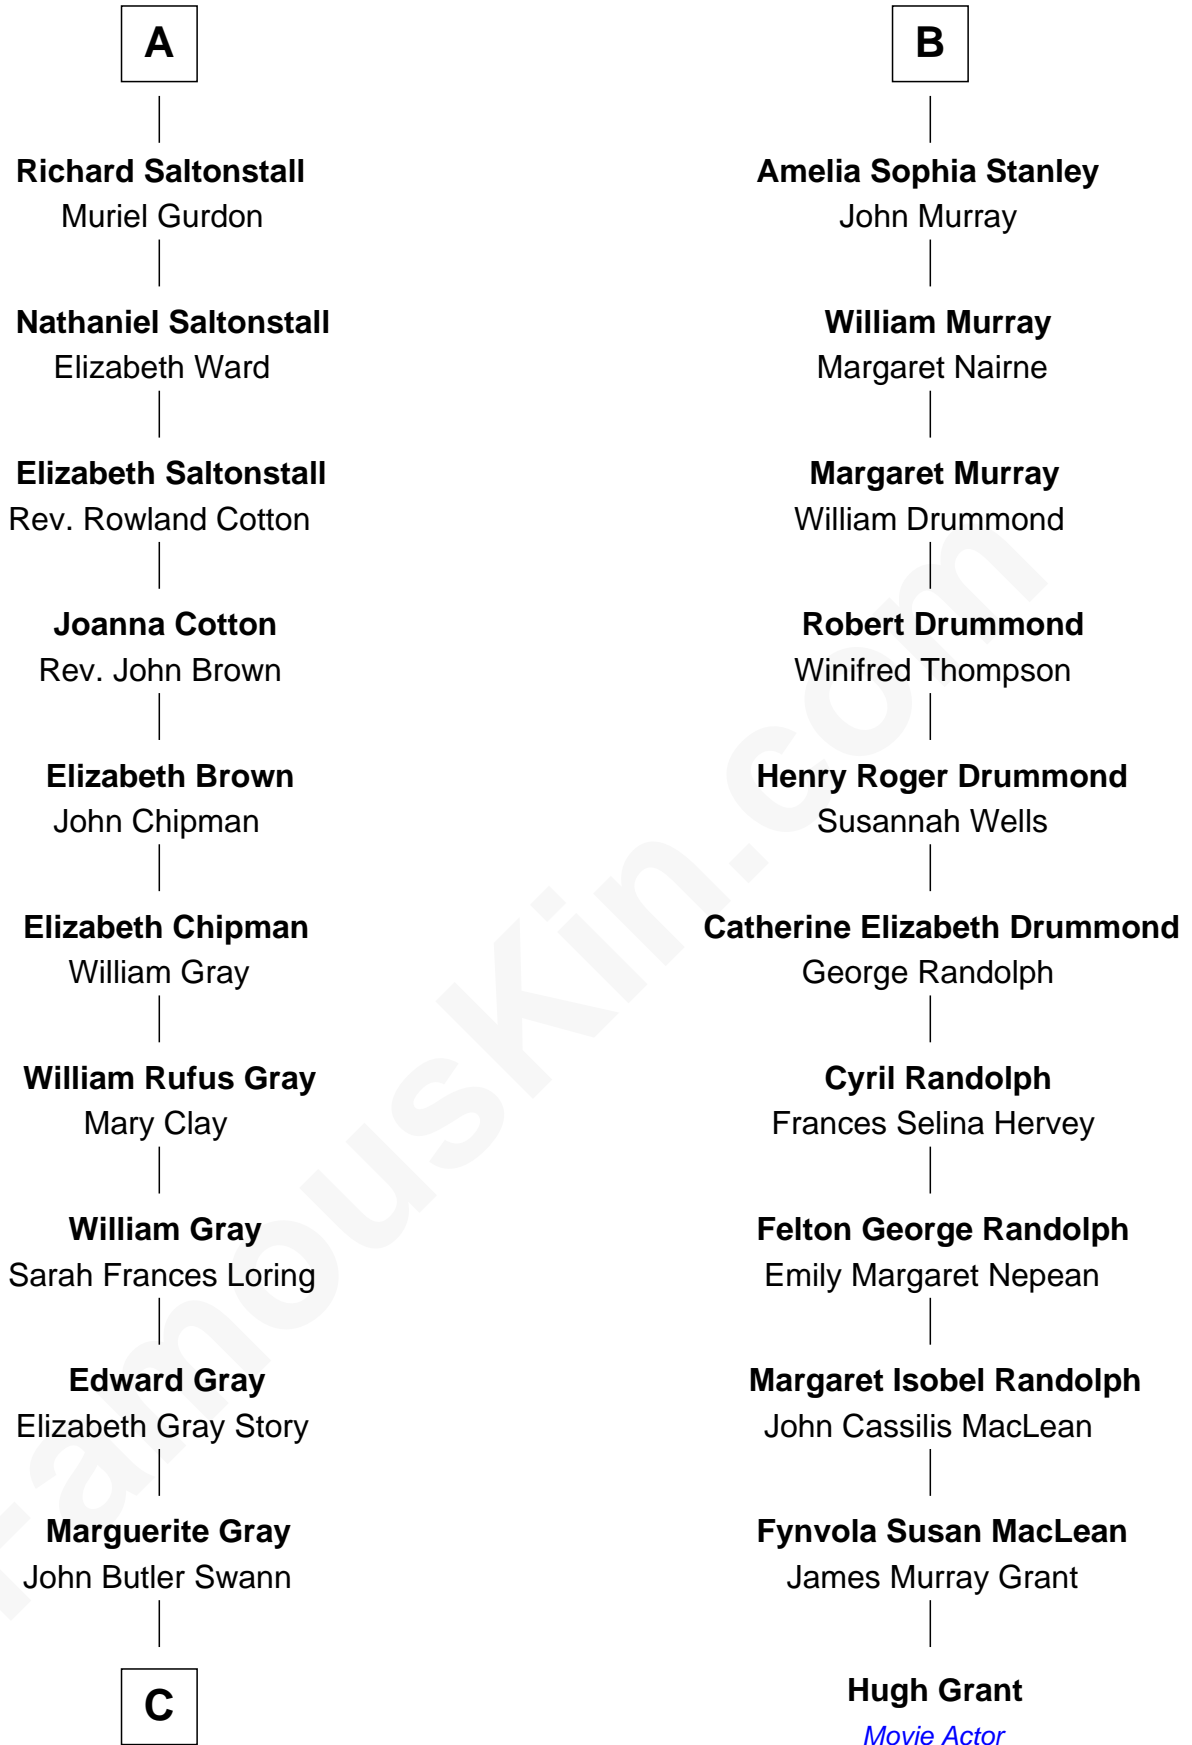 A
Richard Saltonstall
Muriel Gurdon
Nathaniel Saltonstall
Elizabeth Ward
Elizabeth Saltonstall
Rev. Rowland Cotton
Joanna Cotton
Rev. John Brown
Elizabeth Brown
John Chipman
Elizabeth Chipman
William Gray
William Rufus Gray
Mary Clay
William Gray
Sarah Frances Loring
Edward Gray
Elizabeth Gray Story
Marguerite Gray
John Butler Swann
C
B
Amelia Sophia Stanley
John Murray
William Murray
Margaret Nairne
Margaret Murray
William Drummond
Robert Drummond
Winifred Thompson
Henry Roger Drummond
Susannah Wells
Catherine Elizabeth Drummond
George Randolph
Cyril Randolph
Frances Selina Hervey
Felton George Randolph
Emily Margaret Nepean
Margaret Isobel Randolph
John Cassilis MacLean
Fynvola Susan MacLean
James Murray Grant
Hugh Grant
Movie Actor
FamousKin.com